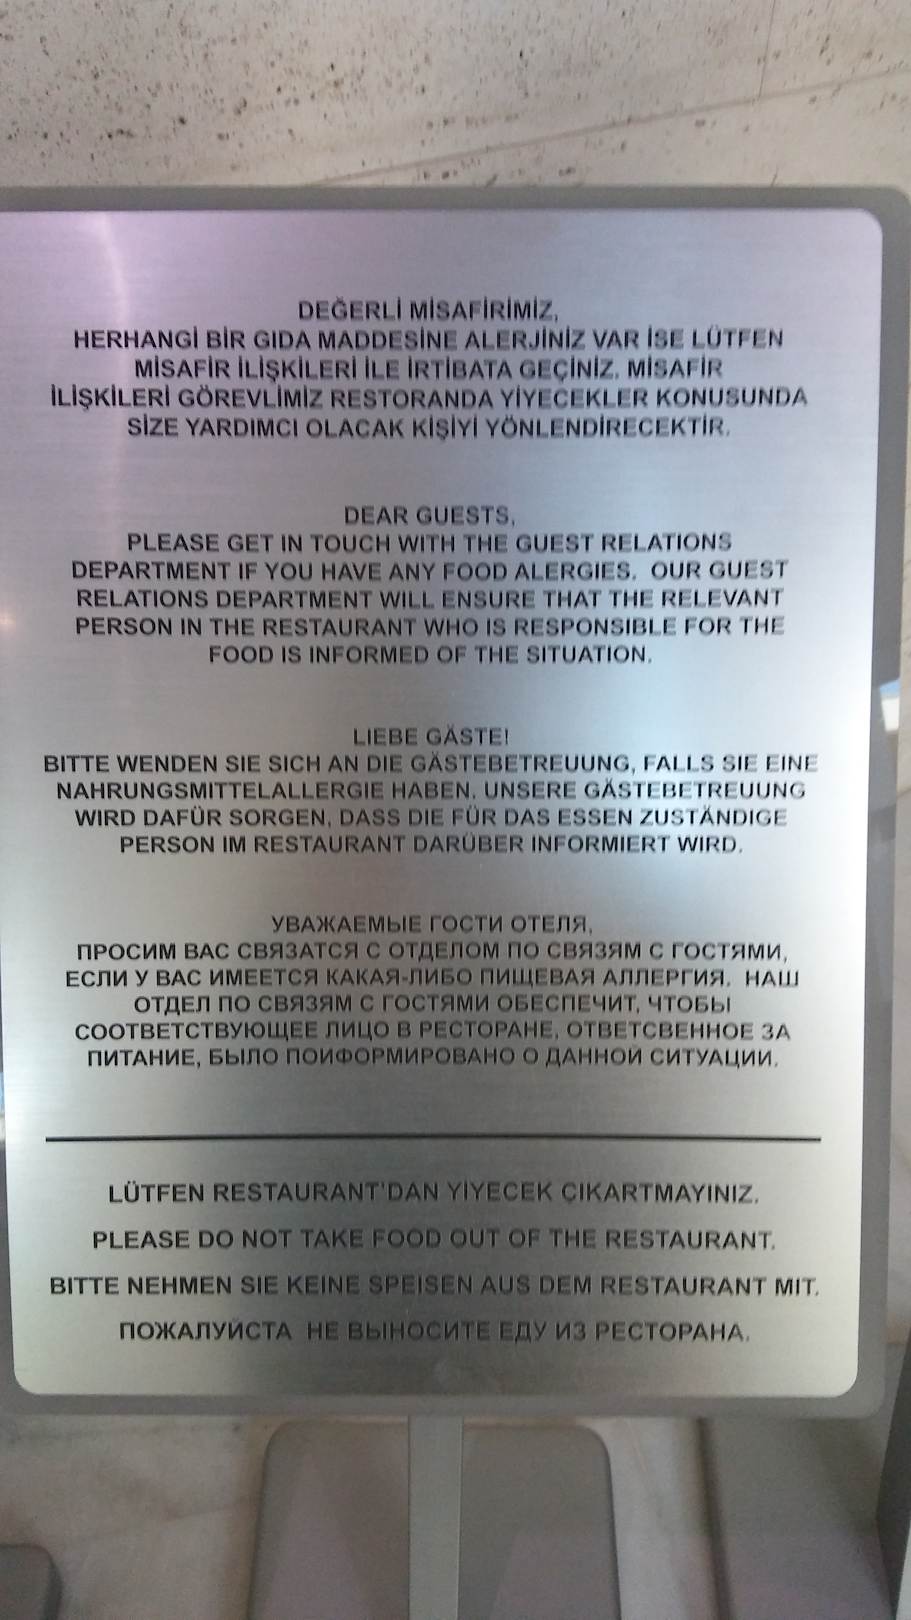 DEĞERLİ MİSAFİRİMİZ,
HERHANGİ BİR GIDA MADDESİNE ALERJİNİZ VAR İSE LÜTFEN
MİSAFİR İLİŞKİLERİ İLE İRTİBATA GEÇİNİZ. MİSAFİR
İLİŞKİLERİ GÖREVLİMİZ RESTORANDA YİYECEKLER KONUSUNDA
SİZE YARDIMCI OLACAK KİŞİYİ YÖNLENDİRECEKTİR.
DEAR GUESTS,
PLEASE GET IN TOUCH WITH THE GUEST RELATIONS
DEPARTMENT IF YOU HAVE ANY FOOD ALERGIES. OUR GUEST
RELATIONS DEPARTMENT WILL ENSURE THAT THE RELEVANT
PERSON IN THE RESTAURANT WHO IS RESPONSIBLE FOR THE
FOOD IS INFORMED OF THE SITUATION.
LIEBE GÄSTE!
BITTE WENDEN SIE SICH AN DIE GÄSTEBETREUUNG, FALLS SIE EINE
NAHRUNGSMITTELALLERGIE HABEN. UNSERE GÄSTEBETREUUNG
WIRD DAFÜR SORGEN, DASS DIE FÜR DAS ESSEN ZUSTÄNDIGE
PERSON IM RESTAURANT DARÜBER INFORMIERT WIRD.
УВАЖАЕМЫЕ ГОСТИ ОТЕЛЯ,
ПРОСИМ ВАС СВЯЗАТСЯ С ОТДЕЛОМ ПО СВЯЗЯМ С ГОСТЯМИ,
ЕСЛИ У ВАС ИМЕЕТСЯ КАКАЯ-ЛИБО ПИЩЕВАЯ АЛЛЕРГИЯ. НАШ
ОТДЕЛ ПО СВЯЗЯМ С ГОСТЯМИ ОБЕСПЕЧИТ, ЧТОБЫ
СООТВЕТСТВУЮЩЕЕ ЛИЦО В РЕСТОРАНЕ, ОТВЕТСВЕННОЕ ЗА
ПИТАНИЕ, БЫЛО ПОИФОРМИРОВАНО О ДАННОЙ СИТУАЦИИ.
LÜTFEN RESTAURANT'DAN YİYECEK ÇIKARTMAYINIZ.
PLEASE DO NOT TAKE FOOD OUT OF THE RESTAURANT.
BITTE NEHMEN SIE KEINE SPEISEN AUS DEM RESTAURANT MIT.
ПОЖАЛУЙСТА НЕ ВЫНОСИТЕ ЕДУ ИЗ РЕСТОРАНА.